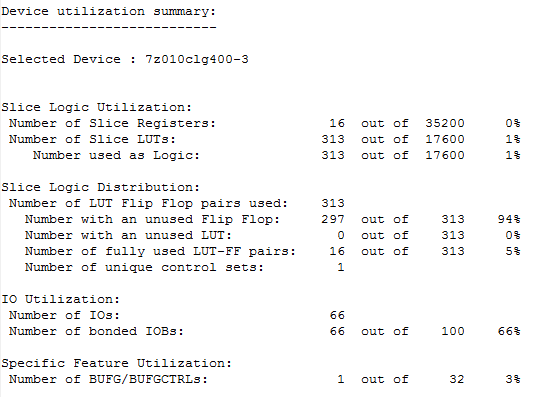 Device utilization summary:
---------------------------
Selected Device : 7z010clg400-3
Slice Logic Utilization:
Number of Slice Registers: 16 out of 35200 0%
Number of Slice LUTs: 313 out of 17600 1%
Number used as Logic: 313 out of 17600 1%
Slice Logic Distribution:
Number of LUT Flip Flop pairs used: 313
Number with an unused Flip Flop: 297 out of 313 94%
Number with an unused LUT: 0 out of 313 0%
Number of fully used LUT-FF pairs: 16 out of 313 5%
Number of unique control sets: 1
IO Utilization:
Number of IOs: 66
Number of bonded IOBs: 66 out of 100 66%
Specific Feature Utilization:
Number of BUFG/BUFGCTRLs: 1 out of 32 3%